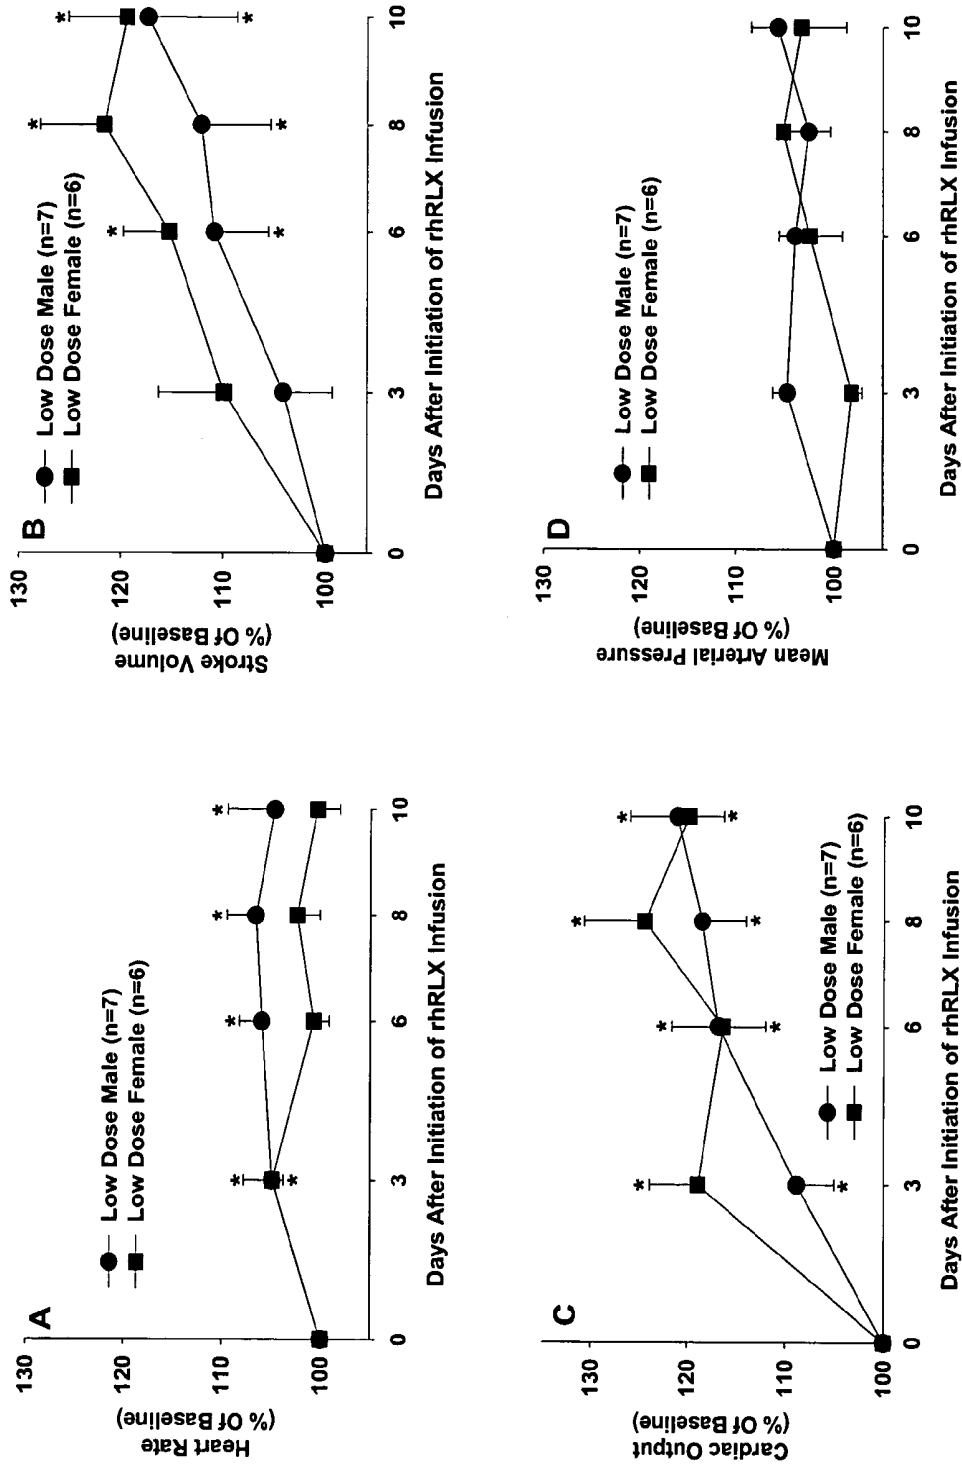 A
Heart Rate
(% Of Baseline)
130
120
110
100
Low Dose Male (n=7)
Low Dose Female (n=6)
*
*
*
*
*
0
3
6
8
10
Days After Initiation of rhRLX Infusion
B
Stroke Volume
(% Of Baseline)
130
120
110
100
Low Dose Male (n=7)
Low Dose Female (n=6)
*
*
*
*
*
*
0
3
6
8
10
Days After Initiation of rhRLX Infusion
C
Cardiac Output
(% Of Baseline)
130
120
110
100
Low Dose Male (n=7)
Low Dose Female (n=6)
*
*
*
*
*
*
*
*
0
3
6
8
10
Days After Initiation of rhRLX Infusion
D
Mean Arterial Pressure
(% Of Baseline)
130
120
110
100
Low Dose Male (n=7)
Low Dose Female (n=6)
0
3
6
8
10
Days After Initiation of rhRLX Infusion